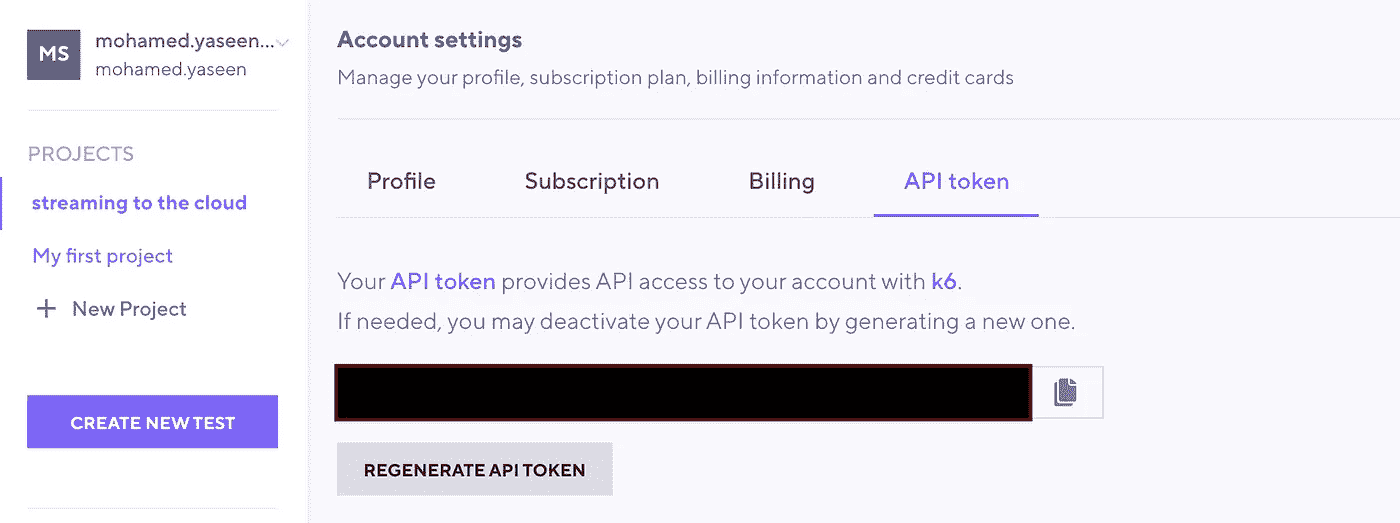 MS
mohamed.yaseen...
mohamed.yaseen
PROJECTS
streaming to the cloud
My first project
+ New Project
CREATE NEW TEST
Account settings
Manage your profile, subscription plan, billing information and credit cards
Profile Subscription Billing API token
Your API token provides API access to your account with k6.
If needed, you may deactivate your API token by generating a new one.
REGENERATE API TOKEN